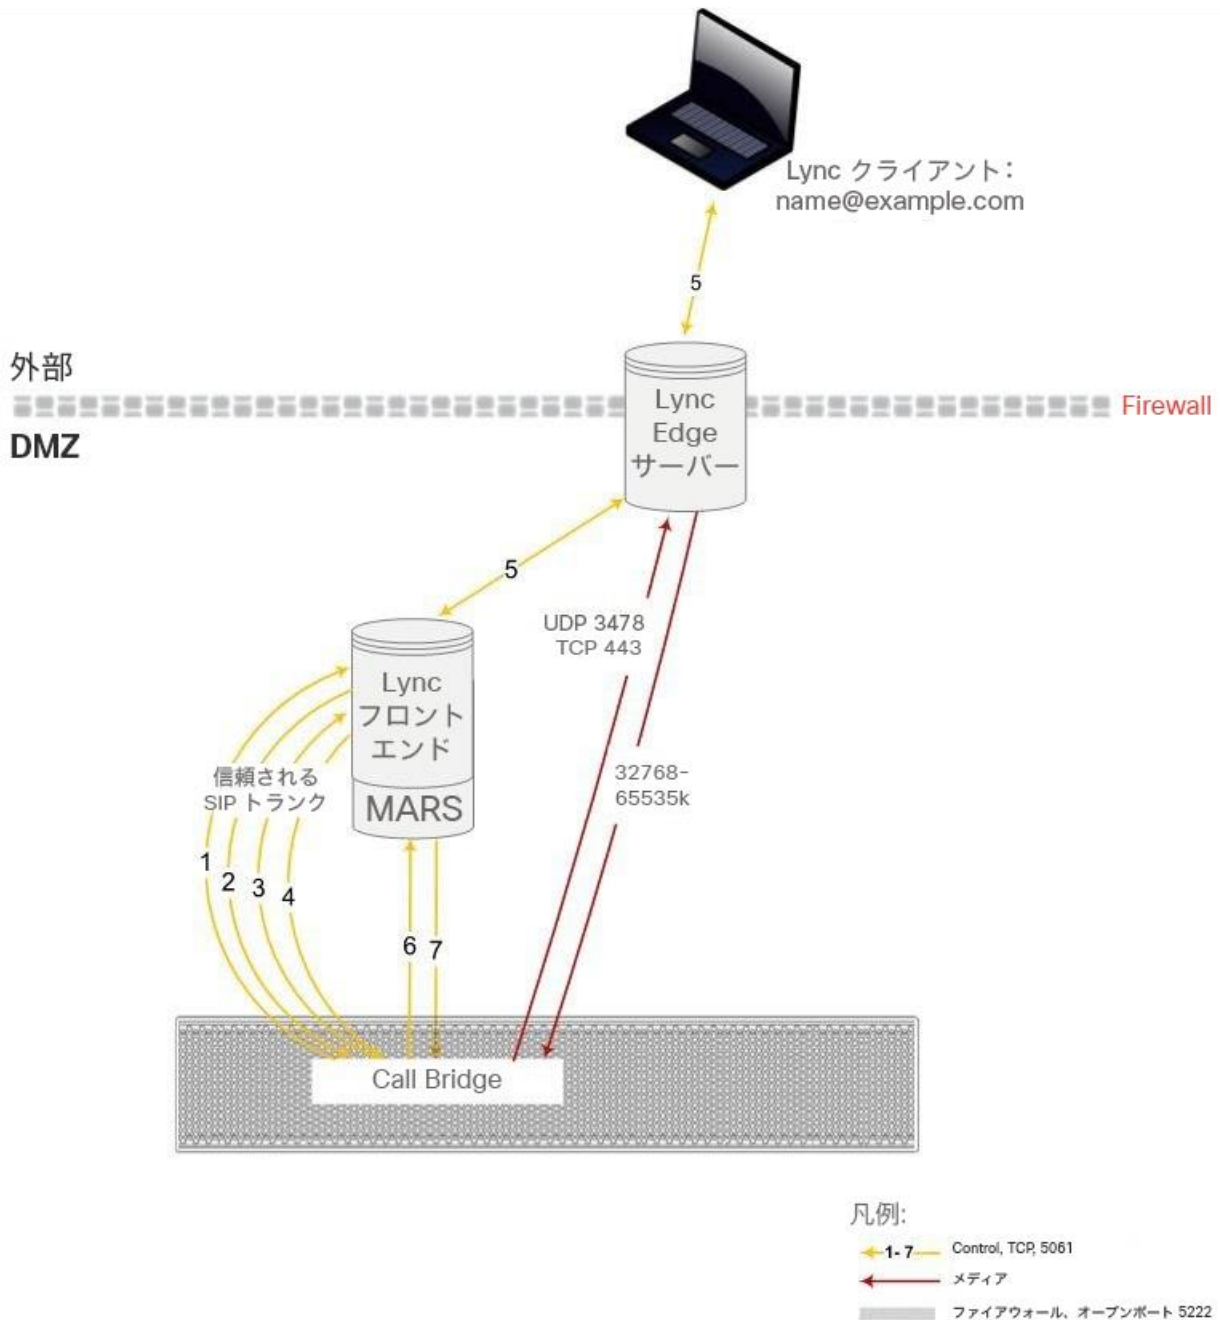 Lync クライアント：
name@example.com
5
外部
Firewall
DMZ
Lync
Edge
サーバー
5
UDP 3478
TCP 443
Lync
フロント
エンド
MARS
信頼される
SIP トランク
32768-
65535k
1
2
3
4
6
7
Call Bridge
凡例:
1-7
Control, TCP, 5061
メディア
ファイアウォール、オープンポート 5222